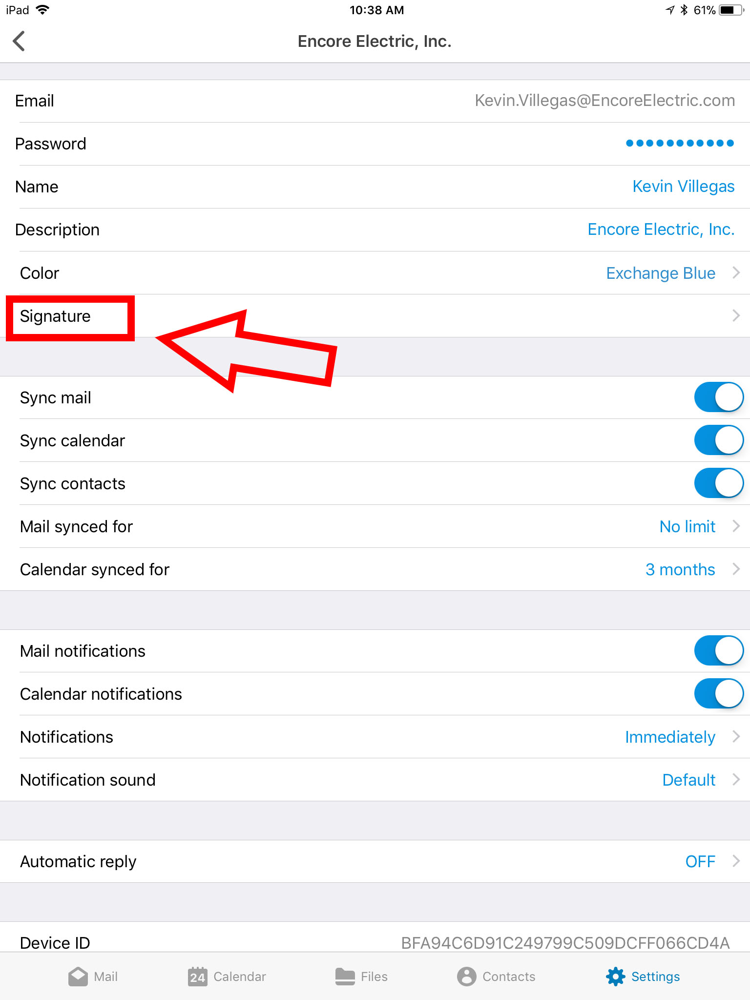 iPad 10:38 AM 61%
Encore Electric, Inc.
Email Kevin.Villegas@EncoreElectric.com
Password •••••••••••
Name Kevin Villegas
Description Encore Electric, Inc.
Color Exchange Blue
Signature
Sync mail
Sync calendar
Sync contacts
Mail synced for No limit
Calendar synced for 3 months
Mail notifications
Calendar notifications
Notifications Immediately
Notification sound Default
Automatic reply OFF
Device ID BFA94C6D91C249799C509DCFF066CD4A
Mail 24 Calendar Files Contacts Settings